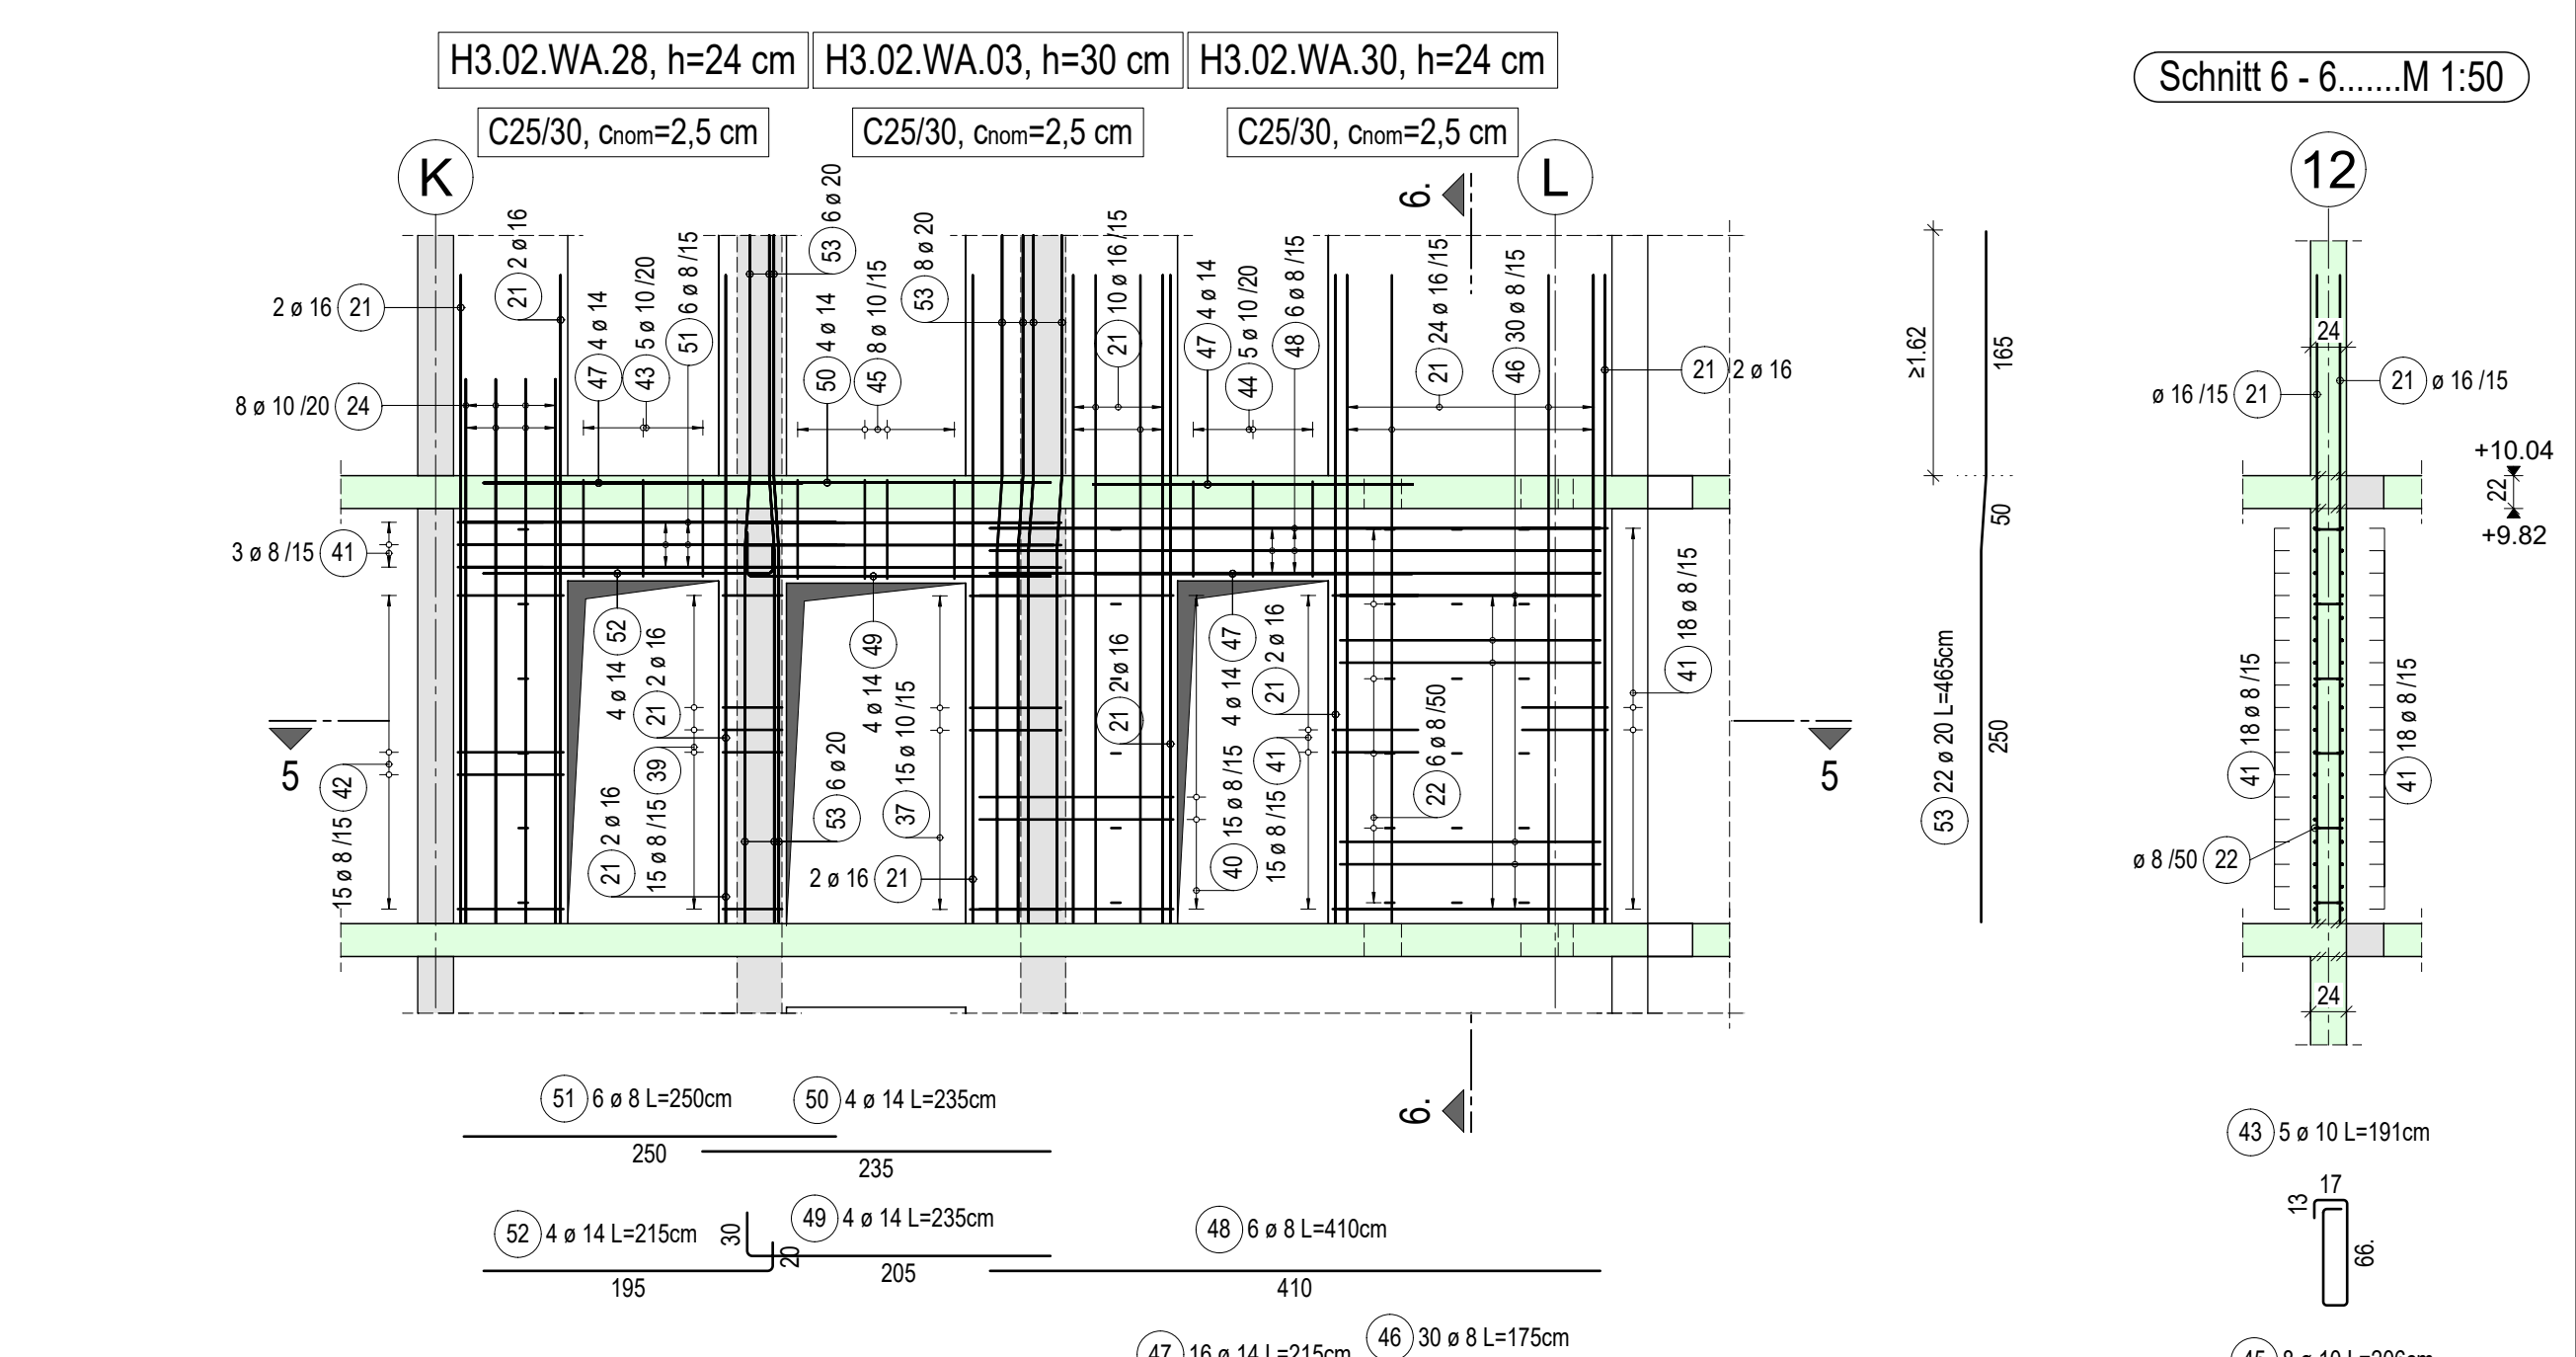 H3.02.WA.28, h=24 cm
H3.02.WA.03, h=30 cm
H3.02.WA.30, h=24 cm
Schnitt 6 - 6.......M 1:50
C25/30, cnom=2,5 cm
C25/30, cnom=2,5 cm
C25/30, cnom=2,5 cm
K
L
12
6.
2 ø 16 21
21 2 ø 16
47 4 ø 14
43 5 ø 10 /20
51 6 ø 8 /15
53 6 ø 20
50 4 ø 14
45 8 ø 10 /15
53 8 ø 20
21 10 ø 16 /15
47 4 ø 14
44 5 ø 10 /20
48 6 ø 8 /15
21 24 ø 16 /15
46 30 ø 8 /15
21 2 ø 16
8 ø 10 /20 24
3 ø 8 /15 41
15 ø 8 /15 42
5
52
4 ø 14
21 2 ø 16
39
15 ø 8 /15
21 2 ø 16
49
4 ø 14
53 6 ø 20
37 15 ø 10 /15
2 ø 16 21
21 2 ø 16
47
4 ø 14
40 15 ø 8 /15
21 2 ø 16
41
15 ø 8 /15
22 6 ø 8 /50
41 18 ø 8 /15
5
6.
≥1.62
165
50
250
53 22 ø 20 L=465cm
24
ø 16 /15 21
21 ø 16 /15
+10.04
22
+9.82
41 18 ø 8 /15
41 18 ø 8 /15
ø 8 /50 22
24
51 6 ø 8 L=250cm
250
50 4 ø 14 L=235cm
235
52 4 ø 14 L=215cm
195
20
49 4 ø 14 L=235cm
30
205
48 6 ø 8 L=410cm
410
47 16 ø 14 L=215cm
46 30 ø 8 L=175cm
43 5 ø 10 L=191cm
17
13
66.
45 8 ø 10 L=206cm